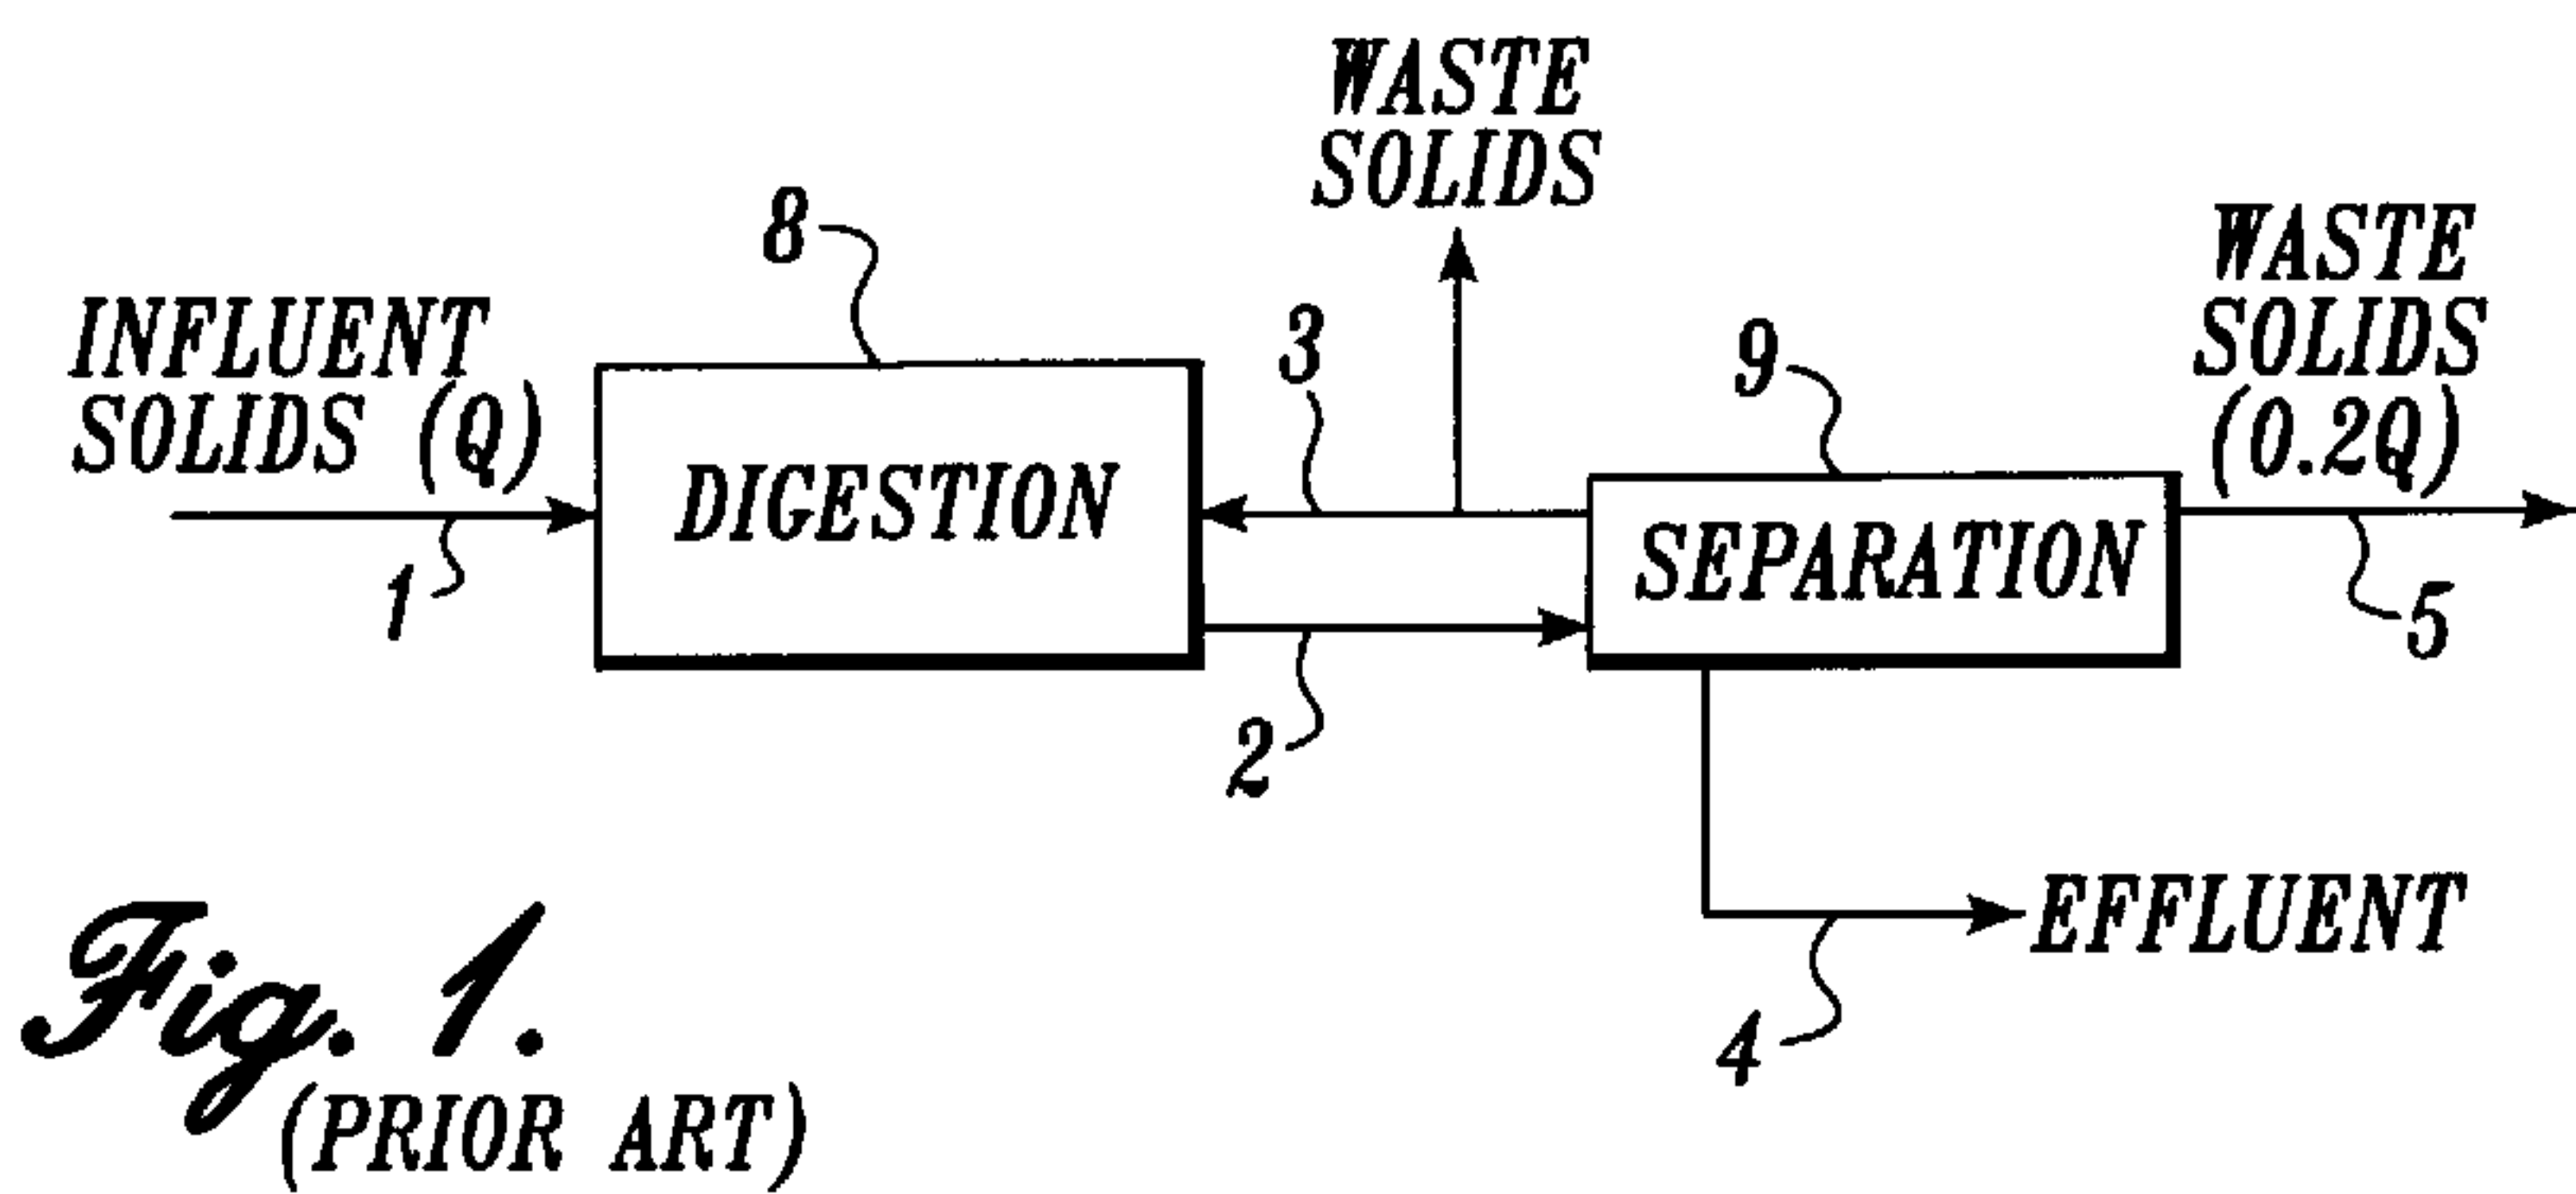 WASTE
SOLIDS
8
WASTE
SOLIDS
(0.2Q)
INFLUENT
SOLIDS (Q)
3
9
DIGESTION
SEPARATION
1
5
2
EFFLUENT
4
Fig. 1.
(PRIOR ART)